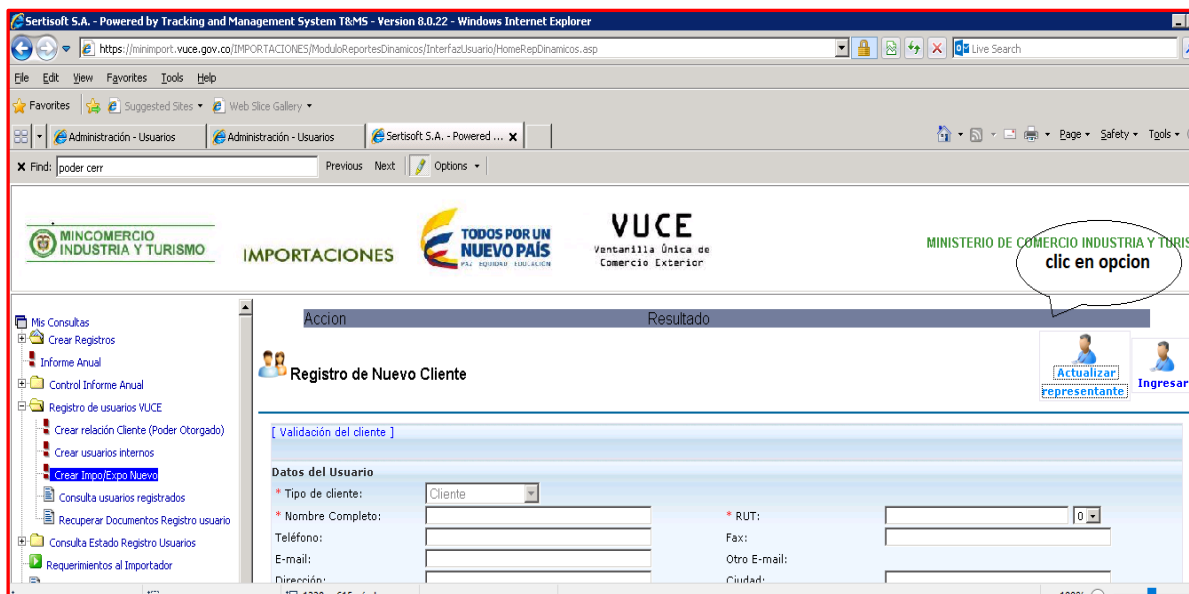 Sertisoft S.A. - Powered by Tracking and Management System T&MS - Version 8.0.22 - Windows Internet Explorer
https://minimport.vuce.gov.co/IMPORTACIONES/ModuloReportesDinamicos/InterfazUsuario/HomeRepDinamicos.asp
Live Search
File Edit View Favorites Tools Help
Favorites Suggested Sites Web Slice Gallery
Administración - Usuarios Administración - Usuarios Sertisoft S.A. - Powered ... X Page Safety Tools
X Find: poder cerr Previous Next Options
MINCOMERCIO
INDUSTRIA Y TURISMO
IMPORTACIONES
TODOS POR UN
NUEVO PAÍS
PAZ EQUIDAD EDUCACIÓN
VUCE
Ventanilla Única de
Comercio Exterior
MINISTERIO DE COMERCIO INDUSTRIA Y TURIS
clic en opcion
Mis Consultas
Crear Registros
Informe Anual
Control Informe Anual
Registro de usuarios VUCE
Crear relación Cliente (Poder Otorgado)
Crear usuarios internos
Crear Impo/Expo Nuevo
Consulta usuarios registrados
Recuperar Documentos Registro usuario
Consulta Estado Registro Usuarios
Requerimientos al Importador
Accion Resultado
Registro de Nuevo Cliente
Actualizar
representante
Ingresar
[ Validación del cliente ]
Datos del Usuario
* Tipo de cliente: Cliente
* Nombre Completo: * RUT: 0
Teléfono: Fax:
E-mail: Otro E-mail:
Dirección: Ciudad: